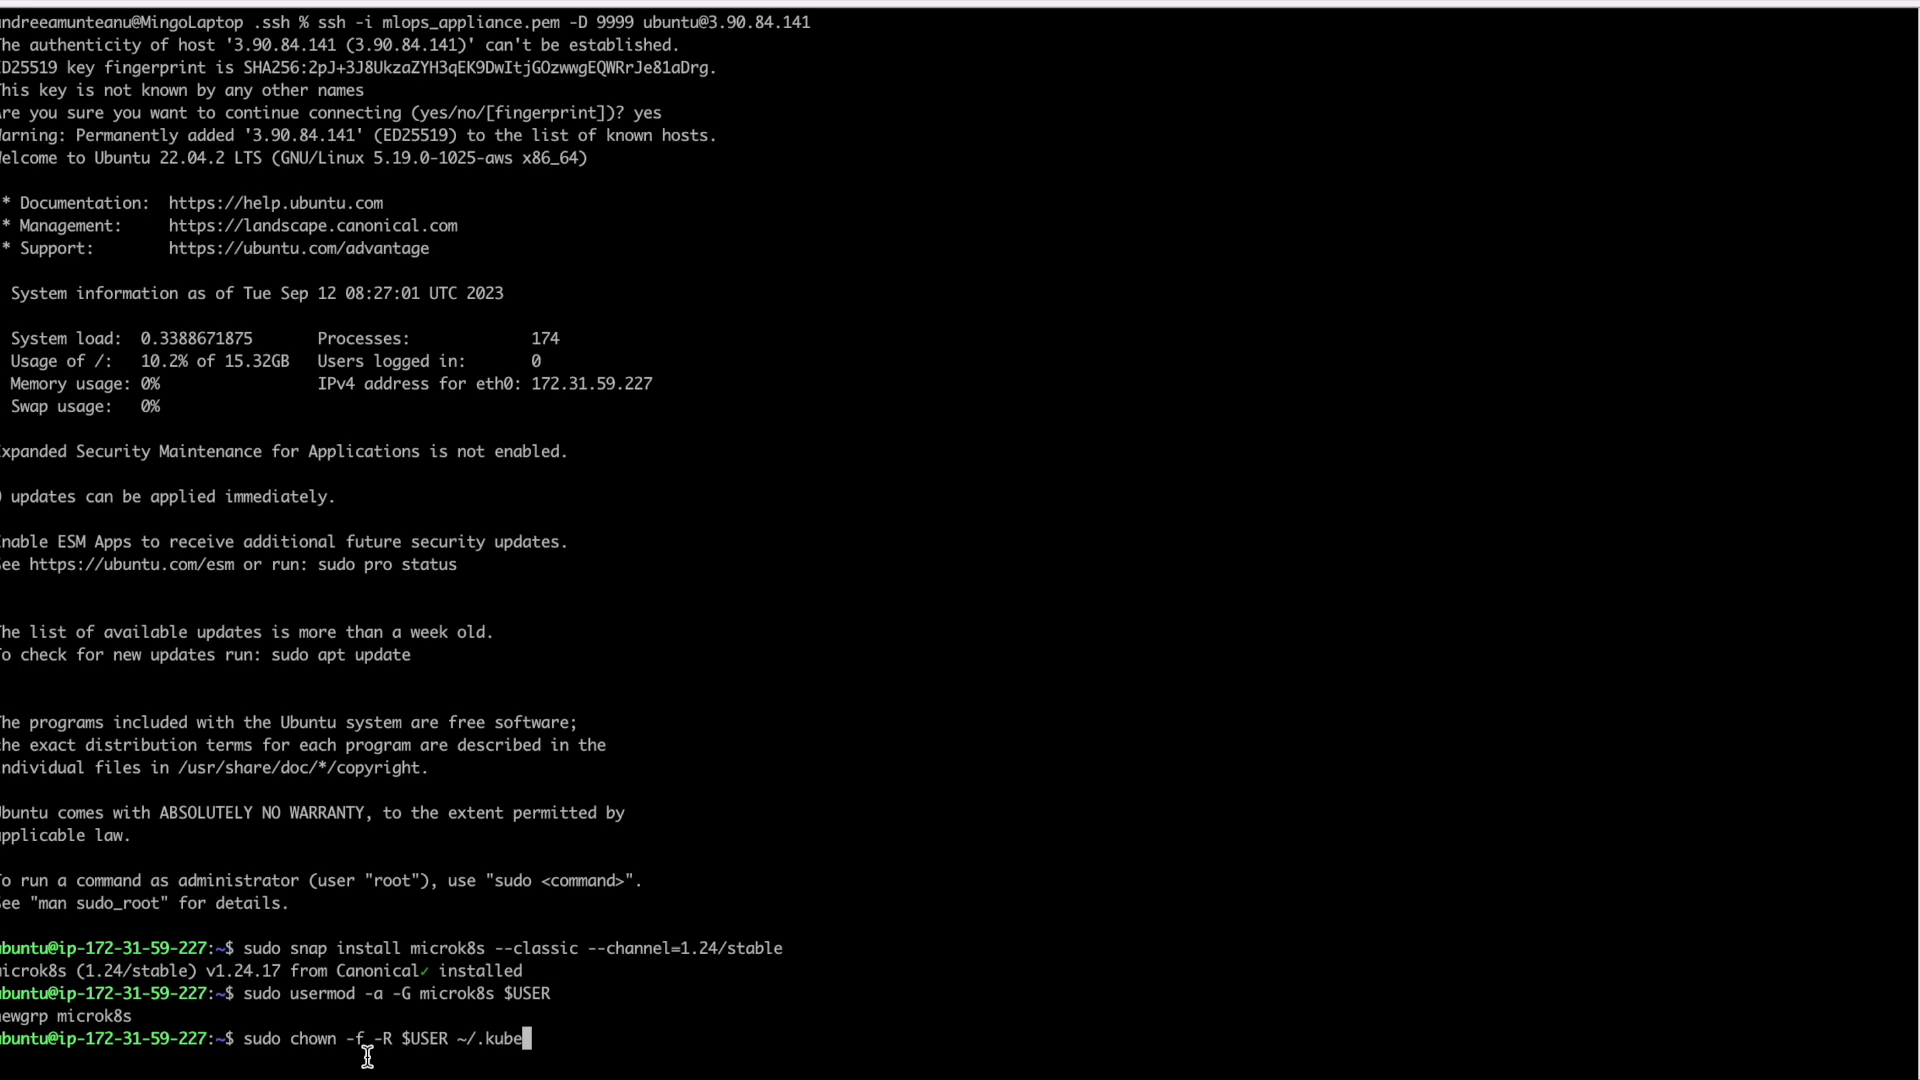 ndreeamunteanu@MingoLaptop .ssh % ssh -i mlops_appliance.pem -D 9999 ubuntu@3.90.84.141
he authenticity of host '3.90.84.141 (3.90.84.141)' can't be established.
D25519 key fingerprint is SHA256:2pJ+3J8UkzaZYH3qEK9DwItjGOzwwgEQWRrJe81aDrg.
his key is not known by any other names
re you sure you want to continue connecting (yes/no/[fingerprint])? yes
arning: Permanently added '3.90.84.141' (ED25519) to the list of known hosts.
elcome to Ubuntu 22.04.2 LTS (GNU/Linux 5.19.0-1025-aws x86_64)
* Documentation:  https://help.ubuntu.com
* Management:     https://landscape.canonical.com
* Support:        https://ubuntu.com/advantage
System information as of Tue Sep 12 08:27:01 UTC 2023
System load:  0.3388671875       Processes:             174
Usage of /:   10.2% of 15.32GB   Users logged in:       0
Memory usage: 0%                 IPv4 address for eth0: 172.31.59.227
Swap usage:   0%
xpanded Security Maintenance for Applications is not enabled.
updates can be applied immediately.
nable ESM Apps to receive additional future security updates.
ee https://ubuntu.com/esm or run: sudo pro status
he list of available updates is more than a week old.
o check for new updates run: sudo apt update
he programs included with the Ubuntu system are free software;
he exact distribution terms for each program are described in the
ndividual files in /usr/share/doc/*/copyright.
buntu comes with ABSOLUTELY NO WARRANTY, to the extent permitted by
pplicable law.
o run a command as administrator (user "root"), use "sudo <command>".
ee "man sudo_root" for details.
buntu@ip-172-31-59-227:~$ sudo snap install microk8s --classic --channel=1.24/stable
icrok8s (1.24/stable) v1.24.17 from Canonical✓ installed
buntu@ip-172-31-59-227:~$ sudo usermod -a -G microk8s $USER
ewgrp microk8s
buntu@ip-172-31-59-227:~$ sudo chown -f -R $USER ~/.kube